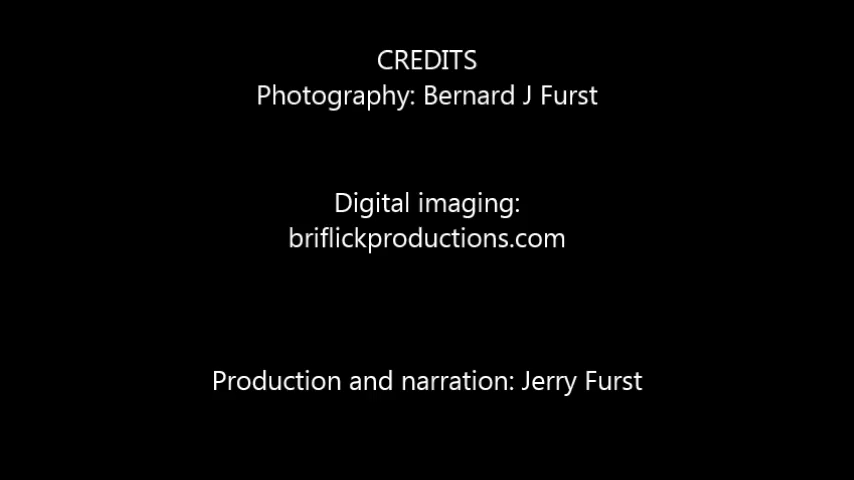 CREDITS
Photography: Bernard J Furst
Digital imaging:
briflickproductions.com
Production and narration: Jerry Furst